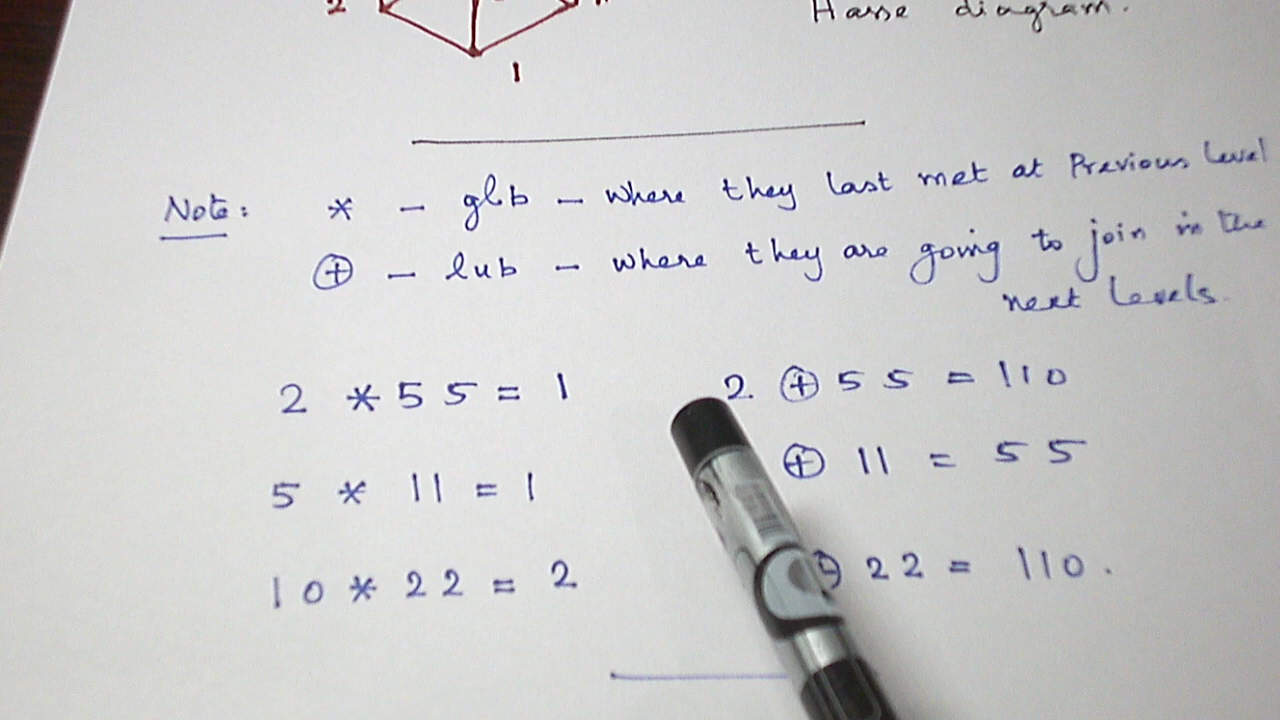 2
Hasse diagram.
1
Note: * - glb - where they last met at Previous Level
⊕ - lub - where they are going to join in the
next Levels.
2 * 55 = 1 2 ⊕ 55 = 110
5 * 11 = 1 ⊕ 11 = 55
10 * 22 = 2 22 = 110.